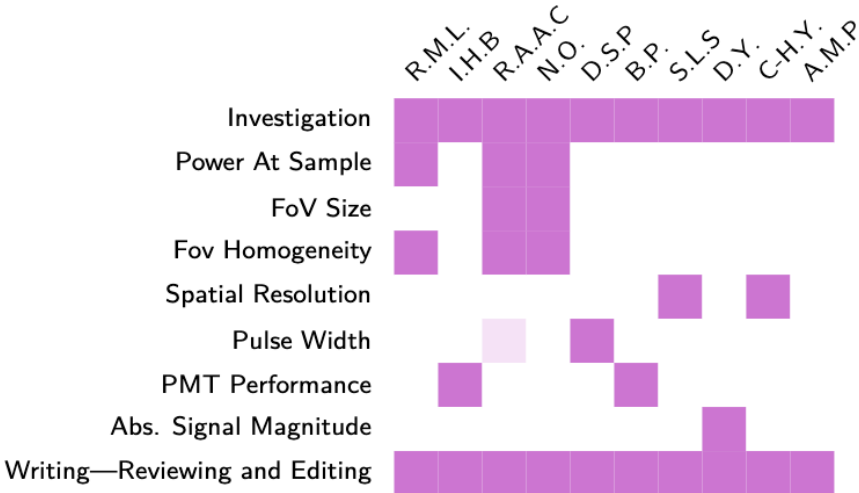 R.M.L.
I.H.B
R.A.A.C
N.O.
D.S.P
B.P.
S.L.S
D.Y.
C-H.Y.
A.M.P
Investigation
Power At Sample
FoV Size
Fov Homogeneity
Spatial Resolution
Pulse Width
PMT Performance
Abs. Signal Magnitude
Writing—Reviewing and Editing